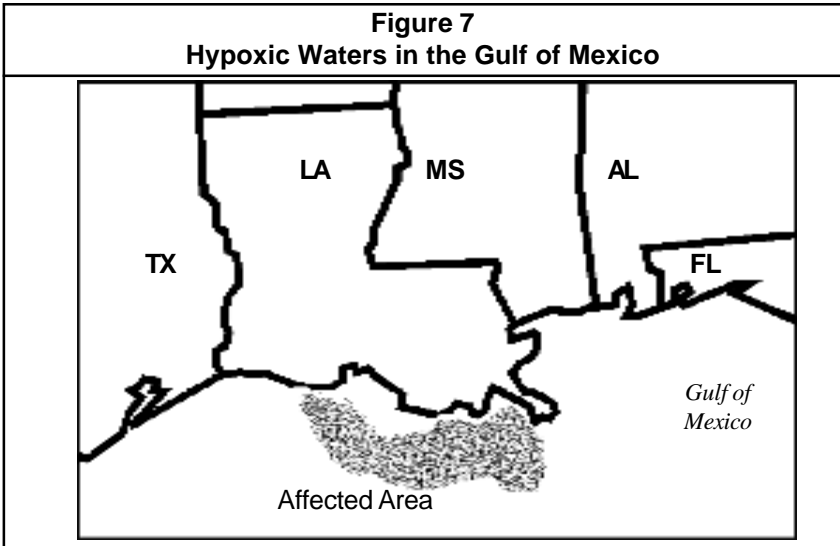 Figure 7
Hypoxic Waters in the Gulf of Mexico
LA
MS
AL
TX
FL
Gulf of
Mexico
Affected Area